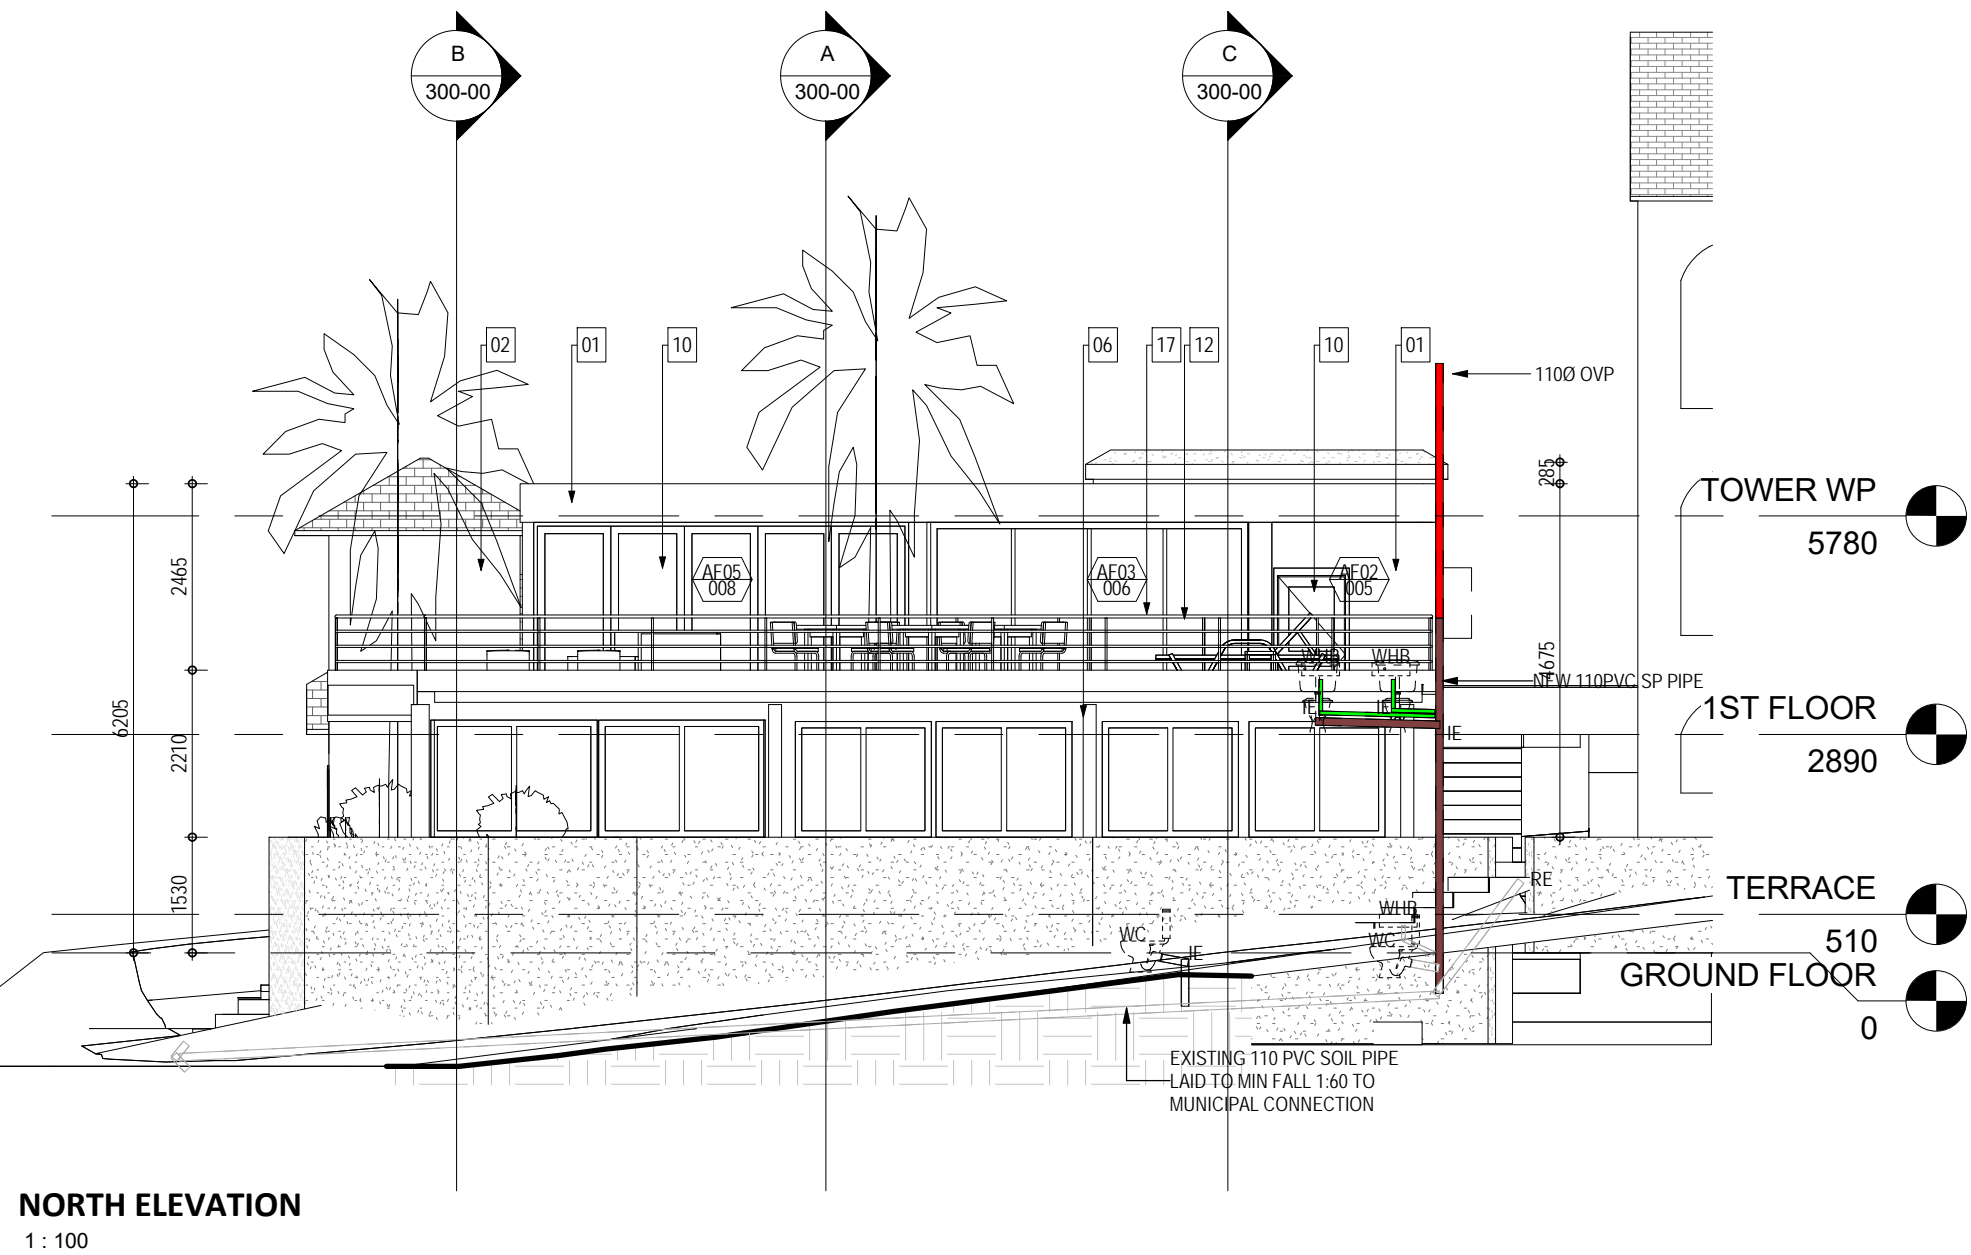 B
300-00
A
300-00
C
300-00
02
01
10
06
17
12
10
01
110Ø OVP
285
TOWER WP
5780
2465
AF05
008
AF03
006
AF02
005
4675
WHB
WHB
NEW 110PVC SP PIPE
6205
1ST FLOOR
2890
2210
IE
IE
IE
1530
RE
TERRACE
510
WHB
WC
WC
IE
GROUND FLOOR
0
EXISTING 110 PVC SOIL PIPE
LAID TO MIN FALL 1:60 TO
MUNICIPAL CONNECTION
NORTH ELEVATION
1 : 100